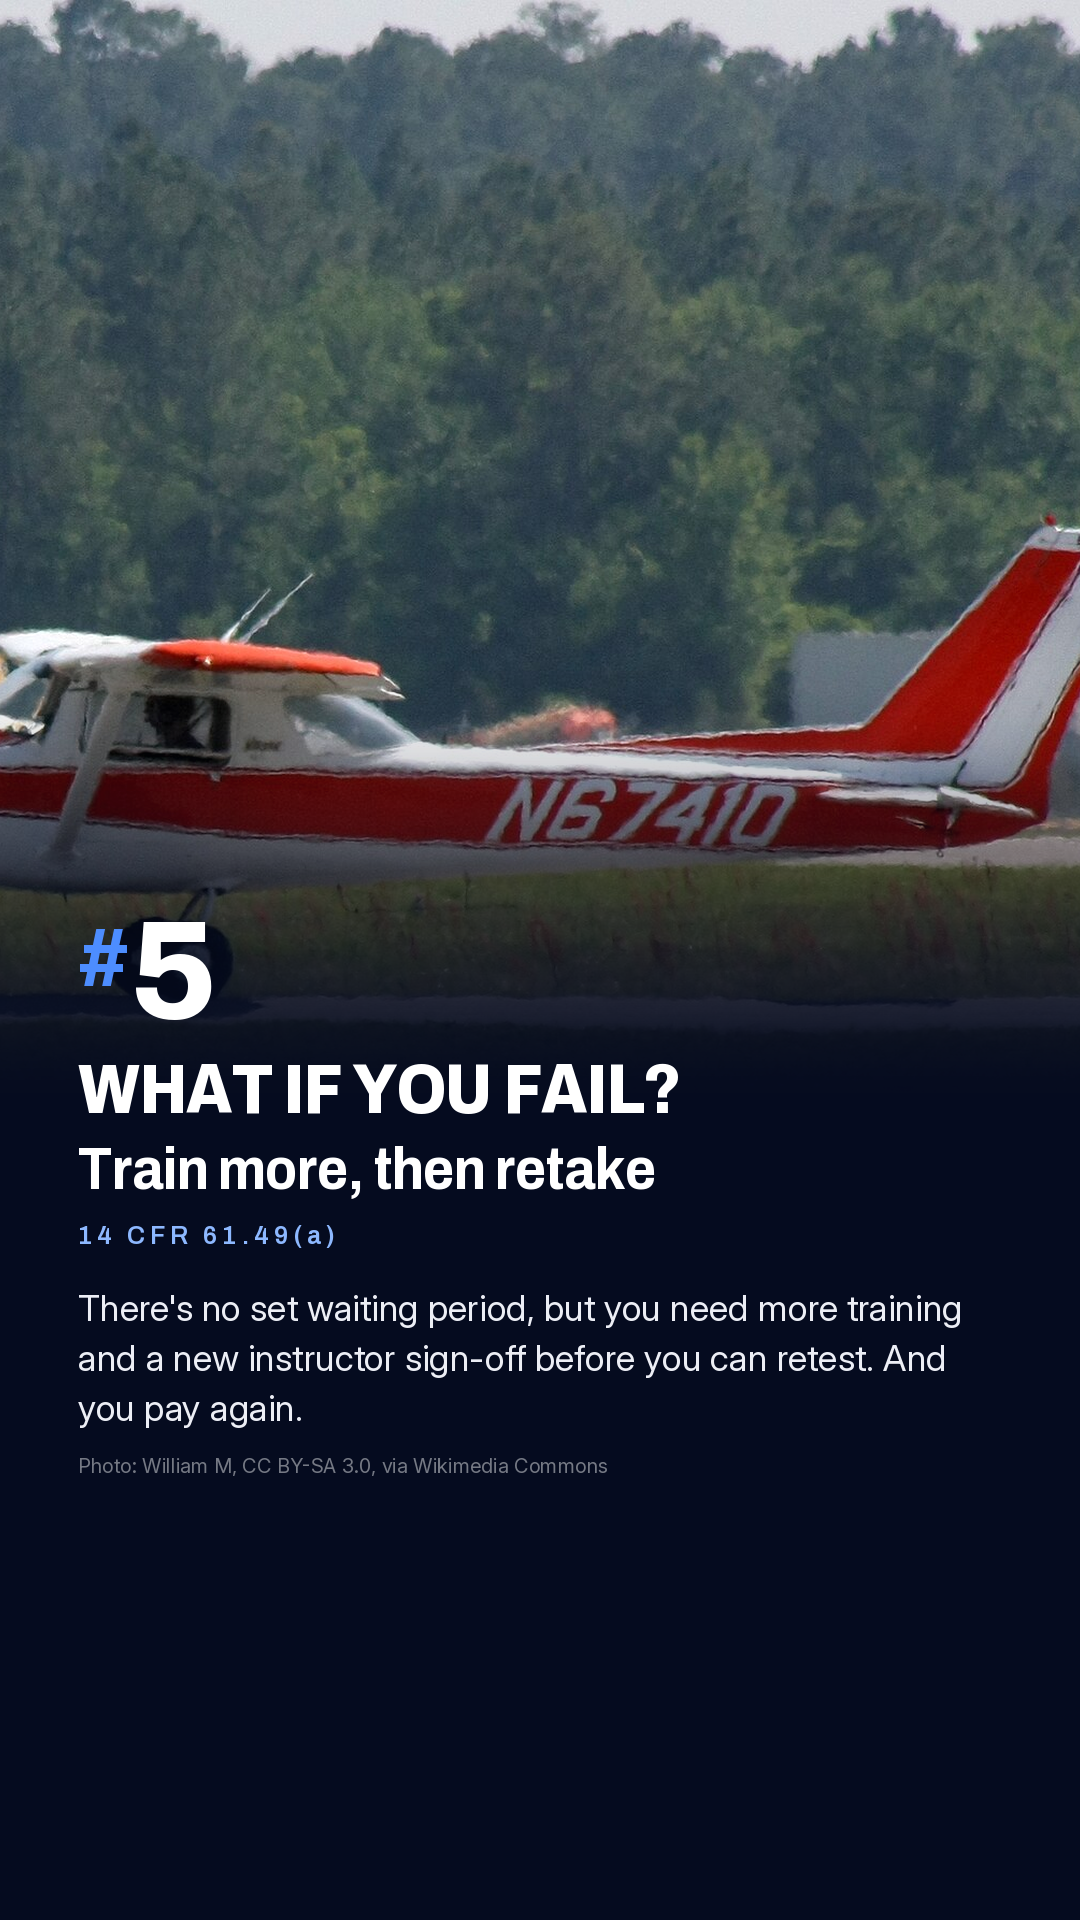 N67410
#5
WHAT IF YOU FAIL?
Train more, then retake
14 CFR 61.49(a)
There's no set waiting period, but you need more training
and a new instructor sign-off before you can retest. And
you pay again.
Photo: William M, CC BY-SA 3.0, via Wikimedia Commons